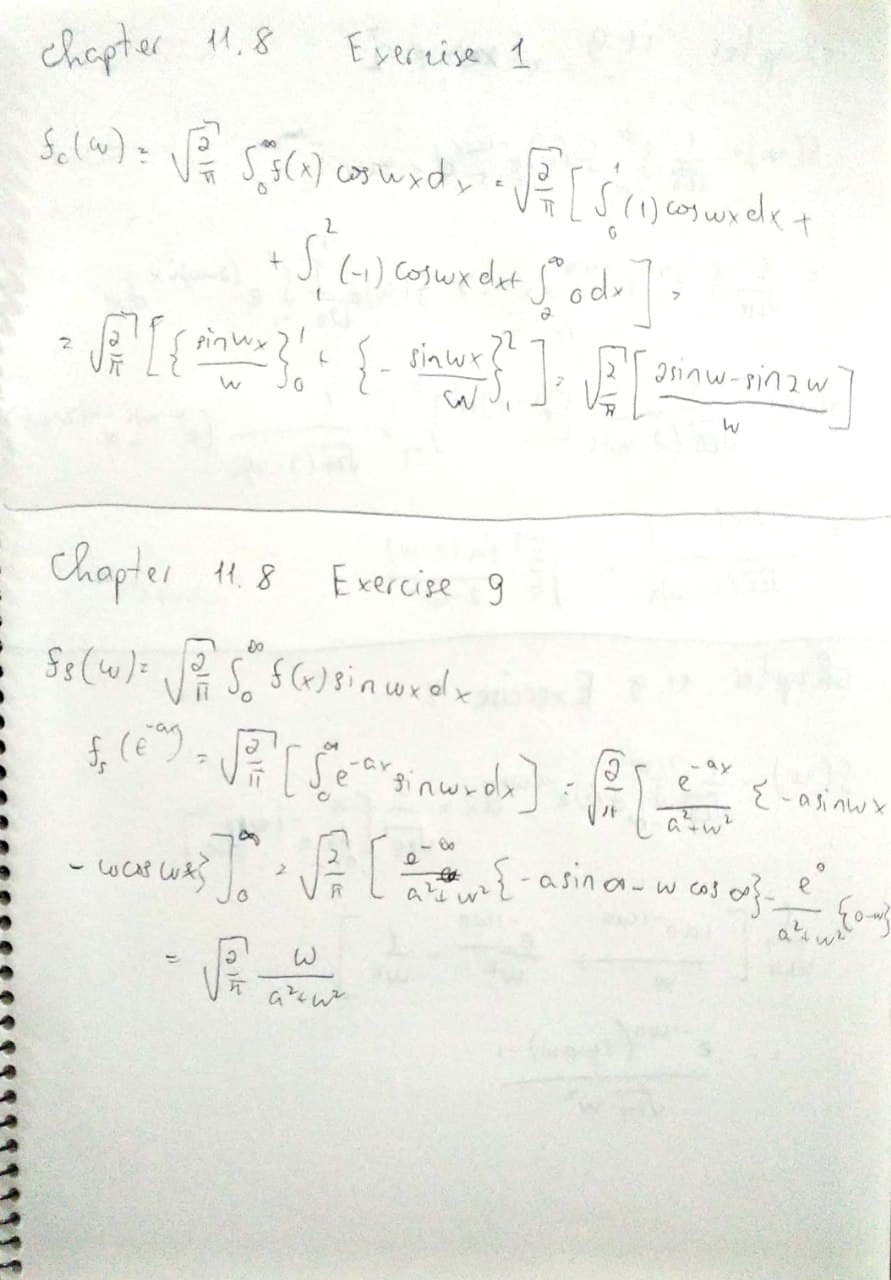 Chapter 11.8 Exercise 1
f_c(w) = √(2/π) ∫₀^∞ f(x) cos wx dx = √(2/π) [ ∫₀¹ (1) cos wx dx +
+ ∫₁² (-1) cos wx dx + ∫₂^∞ 0 dx ] =
= √(2/π) [ { sin wx / w }₀¹ + { - sin wx / w }₁² ] = √(2/π) [ (2 sin w - sin 2w) / w ]
Chapter 11.8 Exercise 9
f_s(w) = √(2/π) ∫₀^∞ f(x) sin wx dx
f_s(e^{-ax}) = √(2/π) [ ∫₀^∞ e^{-ax} sin wx dx ] = √(2/π) [ e^{-ax} / (a² + w²) { - a sin wx
- w cos wx } ]₀^∞ = √(2/π) [ e^{-∞} / (a² + w²) { - a sin ∞ - w cos ∞ } - e⁰ / (a² + w²) {0-w}
= √(2/π) w / (a² + w²)